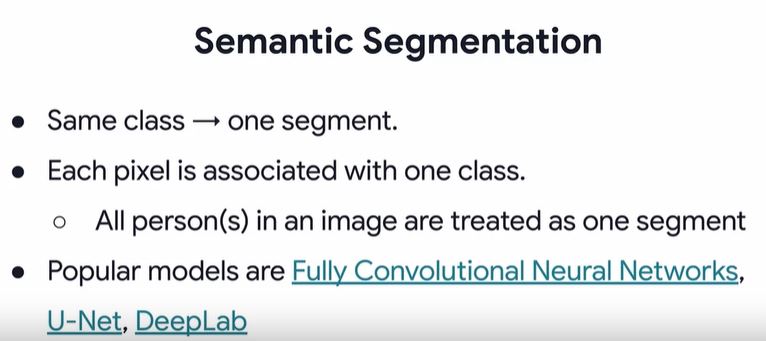 Semantic Segmentation
● Same class → one segment.
● Each pixel is associated with one class.
○ All person(s) in an image are treated as one segment
● Popular models are Fully Convolutional Neural Networks,
U-Net, DeepLab